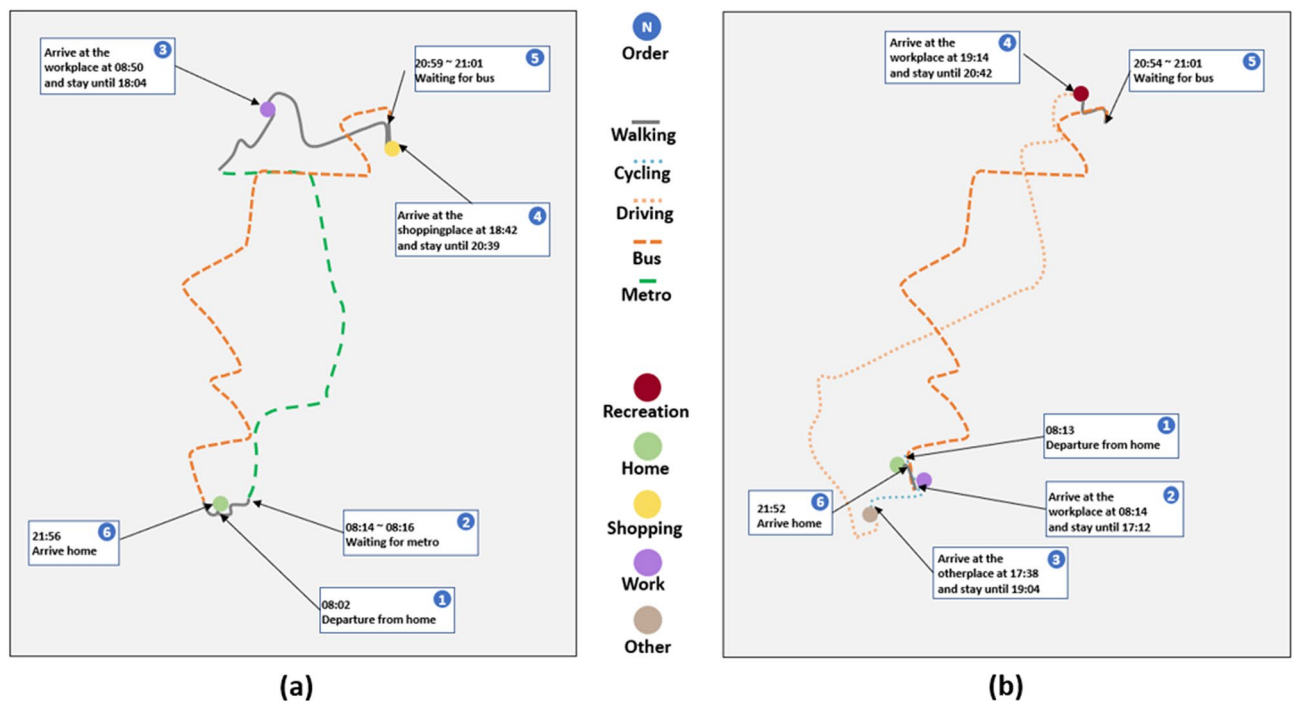 3
Arrive at the
workplace at 08:50
and stay until 18:04
5
20:59 ~ 21:01
Waiting for bus
4
Arrive at the
shoppingplace at 18:42
and stay until 20:39
6
21:56
Arrive home
2
08:14 ~ 08:16
Waiting for metro
1
08:02
Departure from home
(a)
N
Order
Walking
Cycling
Driving
Bus
Metro
Recreation
Home
Shopping
Work
Other
4
Arrive at the
workplace at 19:14
and stay until 20:42
5
20:54 ~ 21:01
Waiting for bus
1
08:13
Departure from home
6
21:52
Arrive home
2
Arrive at the
workplace at 08:14
and stay until 17:12
3
Arrive at the
otherplace at 17:38
and stay until 19:04
(b)